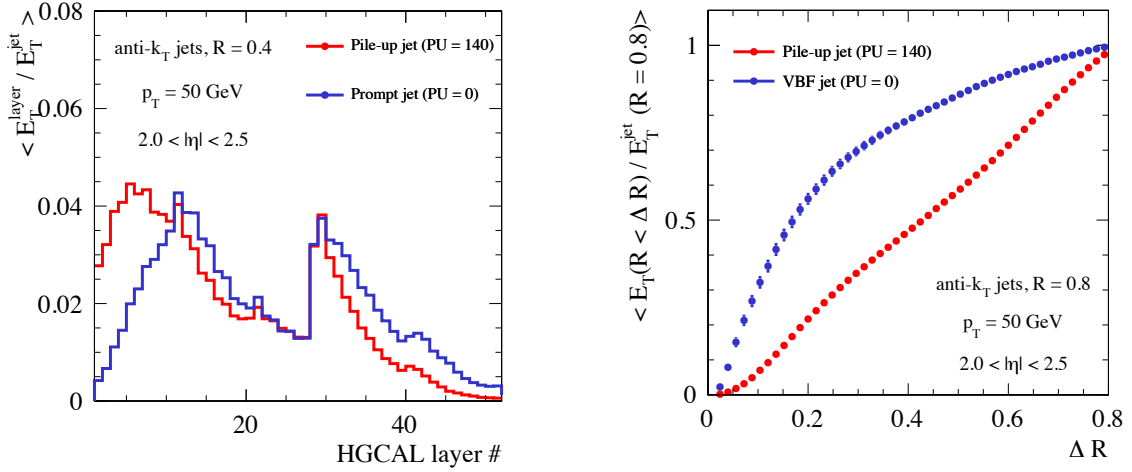 < E_T^layer / E_T^jet >
0.08
0.06
0.04
0.02
0
20
40
HGCAL layer #
anti-k_T jets, R = 0.4
p_T = 50 GeV
2.0 < |η| < 2.5
Pile-up jet (PU = 140)
Prompt jet (PU = 0)
< E_T(R < Δ R) / E_T^jet (R = 0.8)>
1
0.5
0
0
0.2
0.4
0.6
0.8
Δ R
Pile-up jet (PU = 140)
VBF jet (PU = 0)
anti-k_T jets, R = 0.8
p_T = 50 GeV
2.0 < |η| < 2.5